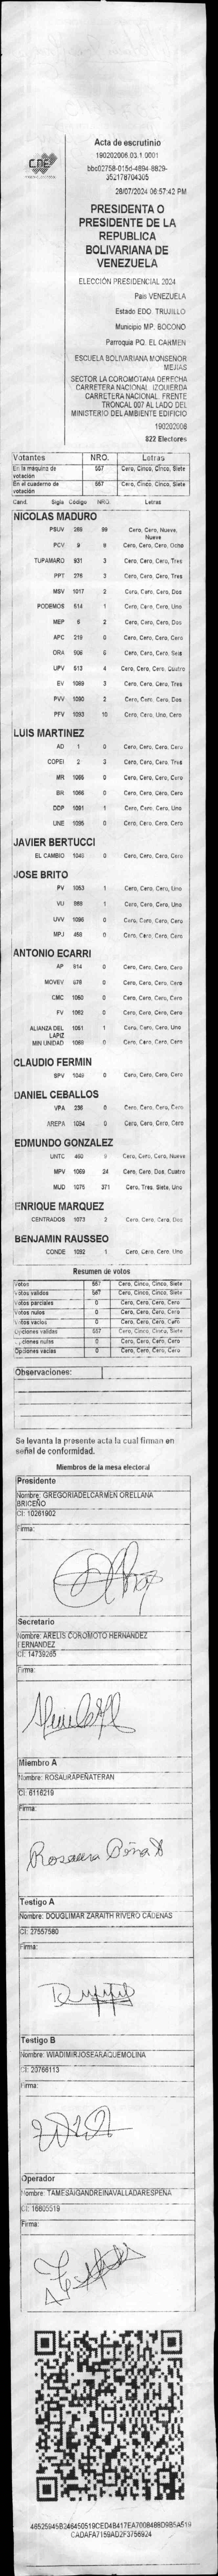 CNE
Acta de escrutinio
190202006.03.1.0001
bbc02758-015d-4894-8829-
352178704305
28/07/2024 06:57:42 PM
PRESIDENTA O
PRESIDENTE DE LA
REPUBLICA
BOLIVARIANA DE
VENEZUELA
ELECCIÓN PRESIDENCIAL 2024
País VENEZUELA
Estado EDO. TRUJILLO
Municipio MP. BOCONO
Parroquia PQ. EL CARMEN
ESCUELA BOLIVARIANA MONSEÑOR
MEJIAS
SECTOR LA COROMOTANA DERECHA
CARRETERA NACIONAL. IZQUIERDA
CARRETERA NACIONAL. FRENTE
TRONCAL 007 AL LADO DEL
MINISTERIO DEL AMBIENTE EDIFICIO
190202006
822 Electores
Votantes NRO. Letras
En la máquina de votación 557 Cero, Cinco, Cinco, Siete
En el cuaderno de votación 557 Cero, Cinco, Cinco, Siete
Cand. Sigla Código NRO. Letras
NICOLAS MADURO
PSUV 268 99 Cero, Cero, Nueve, Nueve
PCV 9 8 Cero, Cero, Cero, Ocho
TUPAMARO 931 3 Cero, Cero, Cero, Tres
PPT 276 3 Cero, Cero, Cero, Tres
MSV 1017 2 Cero, Cero, Cero, Dos
PODEMOS 614 1 Cero, Cero, Cero, Uno
MEP 6 2 Cero, Cero, Cero, Dos
APC 219 0 Cero, Cero, Cero, Cero
ORA 908 6 Cero, Cero, Cero, Seis
UPV 513 4 Cero, Cero, Cero, Cuatro
EV 1089 3 Cero, Cero, Cero, Tres
PVV 1090 2 Cero, Cero, Cero, Dos
PFV 1093 10 Cero, Cero, Uno, Cero
LUIS MARTINEZ
AD 1 0 Cero, Cero, Cero, Cero
COPEI 2 3 Cero, Cero, Cero, Tres
MR 1065 0 Cero, Cero, Cero, Cero
BR 1066 0 Cero, Cero, Cero, Cero
DDP 1091 1 Cero, Cero, Cero, Uno
UNE 1095 0 Cero, Cero, Cero, Cero
JAVIER BERTUCCI
EL CAMBIO 1045 0 Cero, Cero, Cero, Cero
JOSE BRITO
PV 1053 1 Cero, Cero, Cero, Uno
VU 989 1 Cero, Cero, Cero, Uno
UVV 1096 0 Cero, Cero, Cero, Cero
MPJ 456 0 Cero, Cero, Cero, Cero
ANTONIO ECARRI
AP 914 0 Cero, Cero, Cero, Cero
MOVEV 678 0 Cero, Cero, Cero, Cero
CMC 1060 0 Cero, Cero, Cero, Cero
FV 1062 0 Cero, Cero, Cero, Cero
ALIANZA DEL LAPIZ 1061 1 Cero, Cero, Cero, Uno
MIN UNIDAD 1069 0 Cero, Cero, Cero, Cero
CLAUDIO FERMIN
SPV 1049 0 Cero, Cero, Cero, Cero
DANIEL CEBALLOS
VPA 236 0 Cero, Cero, Cero, Cero
AREPA 1094 0 Cero, Cero, Cero, Cero
EDMUNDO GONZALEZ
UNTC 460 9 Cero, Cero, Cero, Nueve
MPV 1069 24 Cero, Cero, Dos, Cuatro
MUD 1075 371 Cero, Tres, Siete, Uno
ENRIQUE MARQUEZ
CENTRADOS 1073 2 Cero, Cero, Cero, Dos
BENJAMIN RAUSSEO
CONDE 1092 1 Cero, Cero, Cero, Uno
Resumen de votos
Votos 557 Cero, Cinco, Cinco, Siete
Votos válidos 557 Cero, Cinco, Cinco, Siete
Votos parciales 0 Cero, Cero, Cero, Cero
Votos nulos 0 Cero, Cero, Cero, Cero
Votos vacíos 0 Cero, Cero, Cero, Cero
Opciones válidas 557 Cero, Cinco, Cinco, Siete
Opciones nulas 0 Cero, Cero, Cero, Cero
Opciones vacías 0 Cero, Cero, Cero, Cero
Observaciones:
Se levanta la presente acta la cual firman en
señal de conformidad.
Miembros de la mesa electoral
Presidente
Nombre: GREGORIADELCARMEN ORELLANA
BRICEÑO
CI: 10261902
Firma:
Secretario
Nombre: ARELIS COROMOTO HERNANDEZ
FERNANDEZ
CI: 14739265
Firma:
Miembro A
Nombre: ROSAURAPEÑATERAN
CI: 6116219
Firma:
Rosaura Peña
Testigo A
Nombre: DOUGLIMAR ZARAITH RIVERO CADENAS
CI: 27557580
Firma:
Testigo B
Nombre: WIADIMIRJOSEARAQUEMOLINA
CI: 20766113
Firma:
Operador
Nombre: TAMESAIGANDREINAVALLADARESPEÑA
CI: 16805519
Firma:
46525945B246450519CED4B417EA7008488D9B5A519
CADAFA7159AD2F3756924